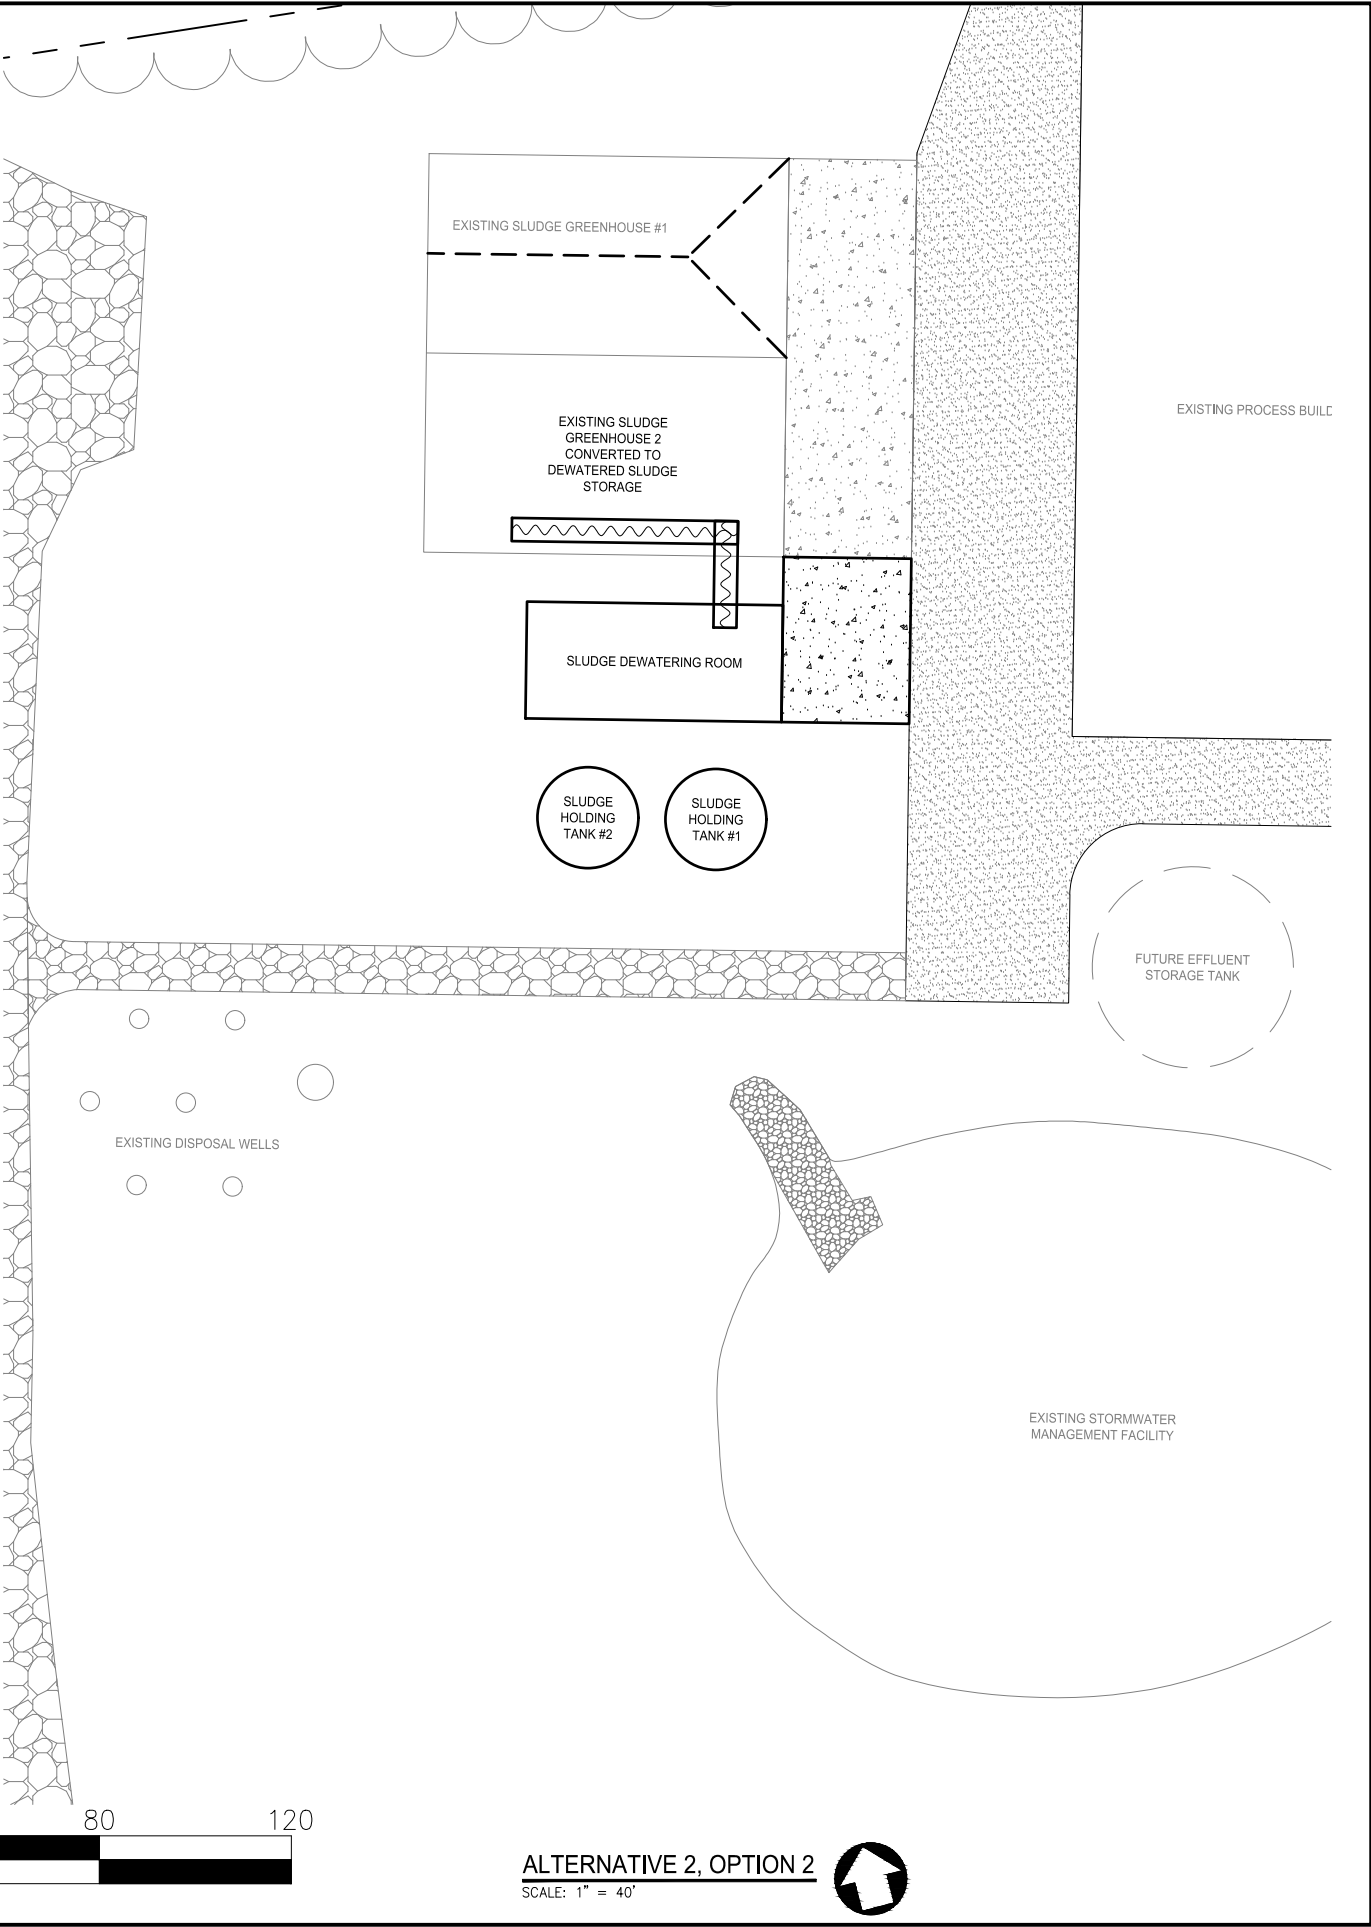 EXISTING SLUDGE GREENHOUSE #1
EXISTING PROCESS BUILD
EXISTING SLUDGE
GREENHOUSE 2
CONVERTED TO
DEWATERED SLUDGE
STORAGE
SLUDGE DEWATERING ROOM
SLUDGE
HOLDING
TANK #2
SLUDGE
HOLDING
TANK #1
FUTURE EFFLUENT
STORAGE TANK
EXISTING DISPOSAL WELLS
EXISTING STORMWATER
MANAGEMENT FACILITY
80 120
ALTERNATIVE 2, OPTION 2
SCALE: 1" = 40'